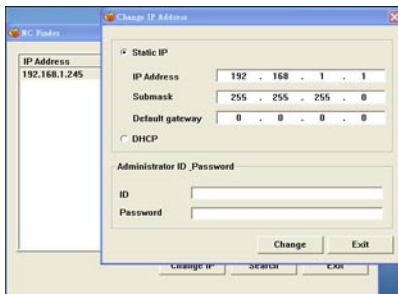 NC Finder
IP Address
192.168.1.245
Change IP Address
Static IP
IP Address 192 . 168 . 1 . 1
Submask 255 . 255 . 255 . 0
Default gateway 0 . 0 . 0 . 0
DHCP
Administrator ID _Password
ID
Password
Change Exit
Change IP Search Exit